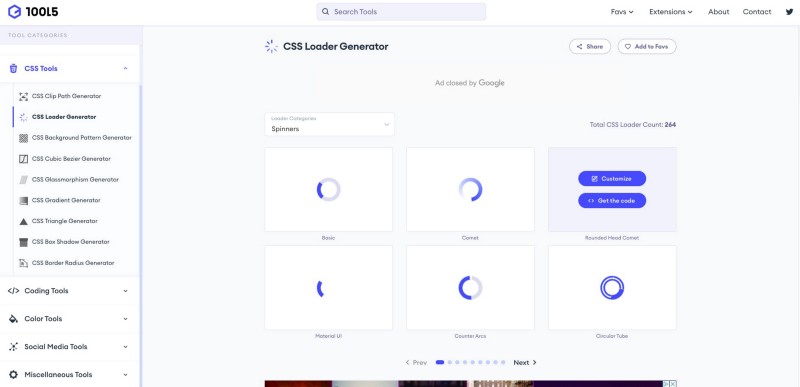 10015
Search Tools
Favs
Extensions
About
Contact
TOOL CATEGORIES
CSS Tools
CSS Clip Path Generator
CSS Loader Generator
CSS Background Pattern Generator
CSS Cubic Bezier Generator
CSS Glassmorphism Generator
CSS Gradient Generator
CSS Triangle Generator
CSS Box Shadow Generator
CSS Border Radius Generator
Coding Tools
Color Tools
Social Media Tools
Miscellaneous Tools
CSS Loader Generator
Share
Add to Favs
Ad closed by Google
Loader Categories
Spinners
Total CSS Loader Count: 264
Customize
Get the code
Basic
Comet
Rounded Head Comet
Material UI
Counter Arcs
Circular Tube
Prev
Next